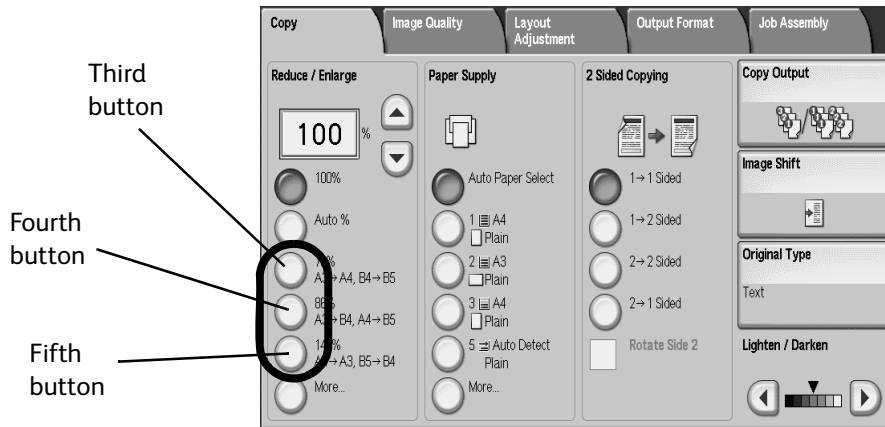 Third
button
Fourth
button
Fifth
button
Copy
Image Quality
Layout
Adjustment
Output Format
Job Assembly
Reduce / Enlarge
100 %
100%
Auto %
A3→A4, B4→B5
A3→B4, A4→B5
A4→A3, B5→B4
More...
Paper Supply
Auto Paper Select
1 A4
Plain
2 A3
Plain
3 A4
Plain
5 Auto Detect
Plain
More...
2 Sided Copying
1→1 Sided
1→2 Sided
2→2 Sided
2→1 Sided
Rotate Side 2
Copy Output
Image Shift
Original Type
Text
Lighten / Darken